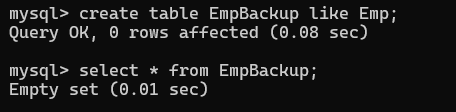 mysql> create table EmpBackup like Emp;
Query OK, 0 rows affected (0.08 sec)
mysql> select * from EmpBackup;
Empty set (0.01 sec)